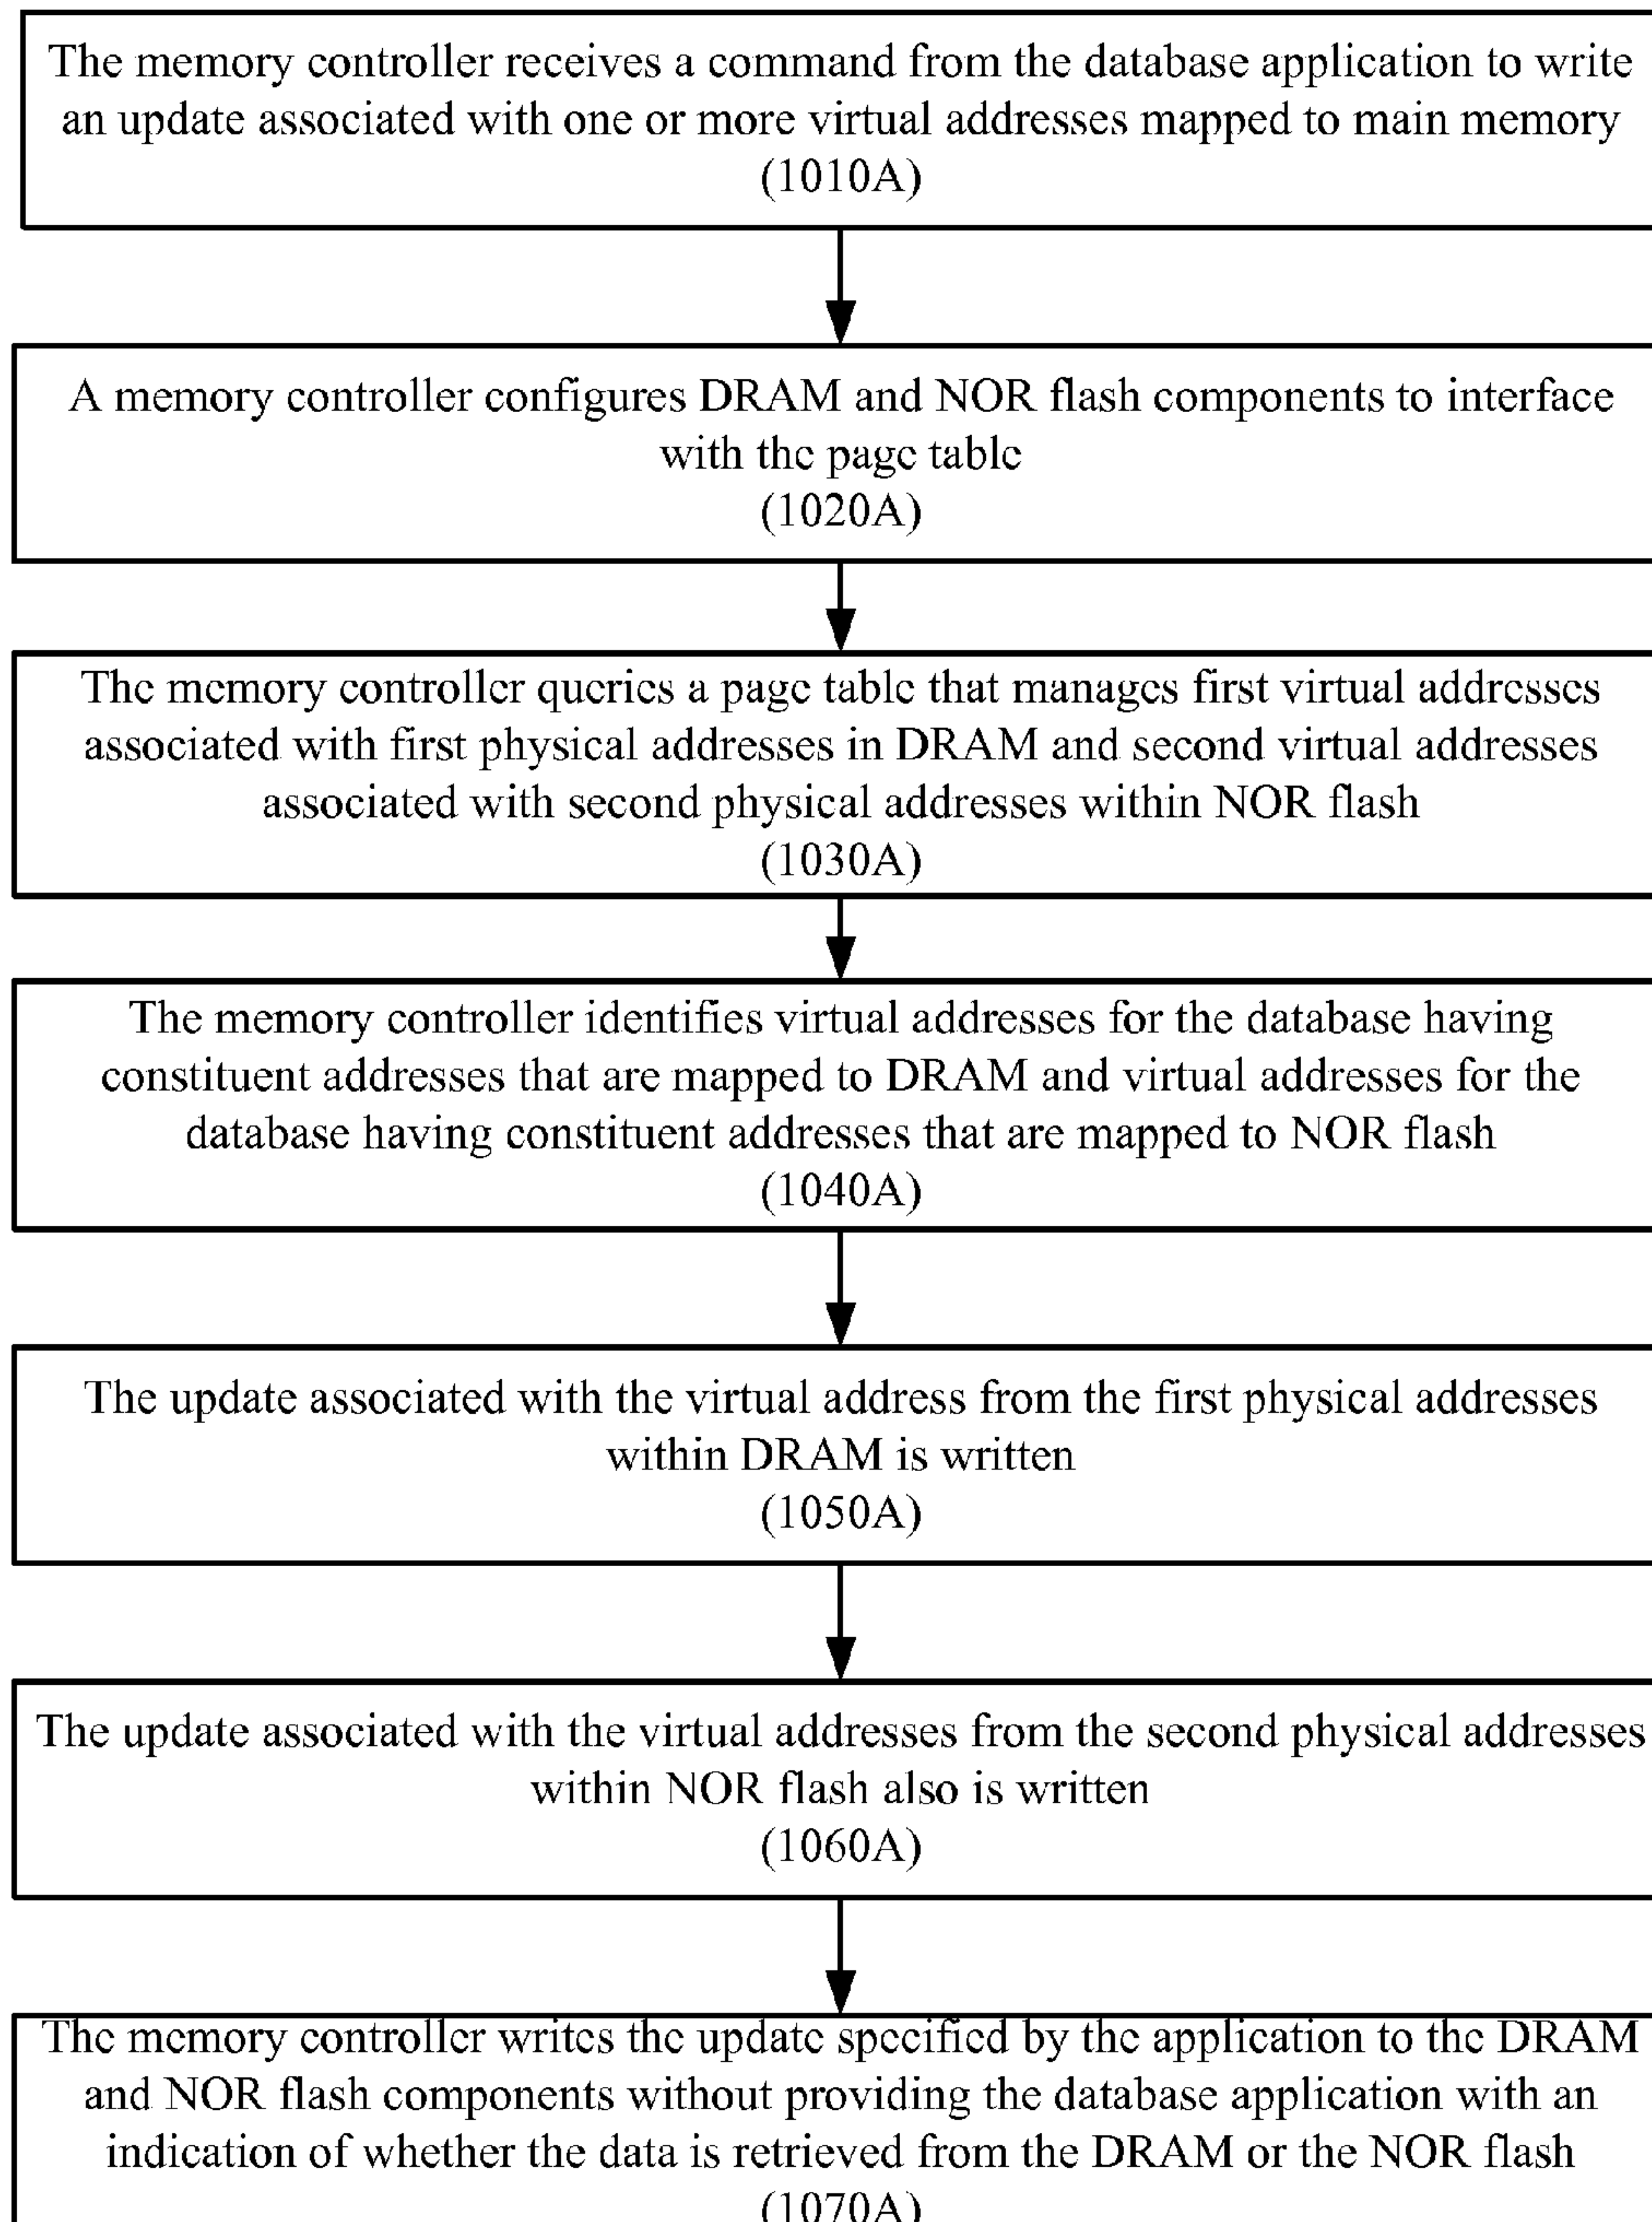 The memory controller receives a command from the database application to write
an update associated with one or more virtual addresses mapped to main memory
(1010A)
A memory controller configures DRAM and NOR flash components to interface
with the page table
(1020A)
The memory controller queries a page table that manages first virtual addresses
associated with first physical addresses in DRAM and second virtual addresses
associated with second physical addresses within NOR flash
(1030A)
The memory controller identifies virtual addresses for the database having
constituent addresses that are mapped to DRAM and virtual addresses for the
database having constituent addresses that are mapped to NOR flash
(1040A)
The update associated with the virtual address from the first physical addresses
within DRAM is written
(1050A)
The update associated with the virtual addresses from the second physical addresses
within NOR flash also is written
(1060A)
The memory controller writes the update specified by the application to the DRAM
and NOR flash components without providing the database application with an
indication of whether the data is retrieved from the DRAM or the NOR flash
(1070A)